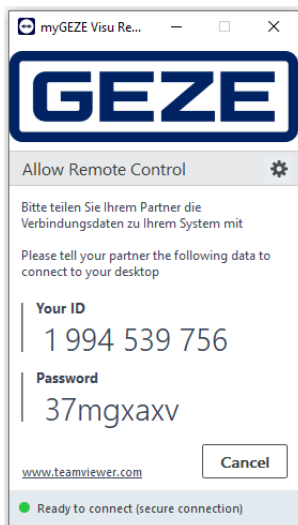 myGEZE Visu Re...
GEZE
Allow Remote Control
Bitte teilen Sie Ihrem Partner die
Verbindungsdaten zu Ihrem System mit
Please tell your partner the following data to
connect to your desktop
Your ID
1 994 539 756
Password
37mgxaxv
www.teamviewer.com
Cancel
Ready to connect (secure connection)